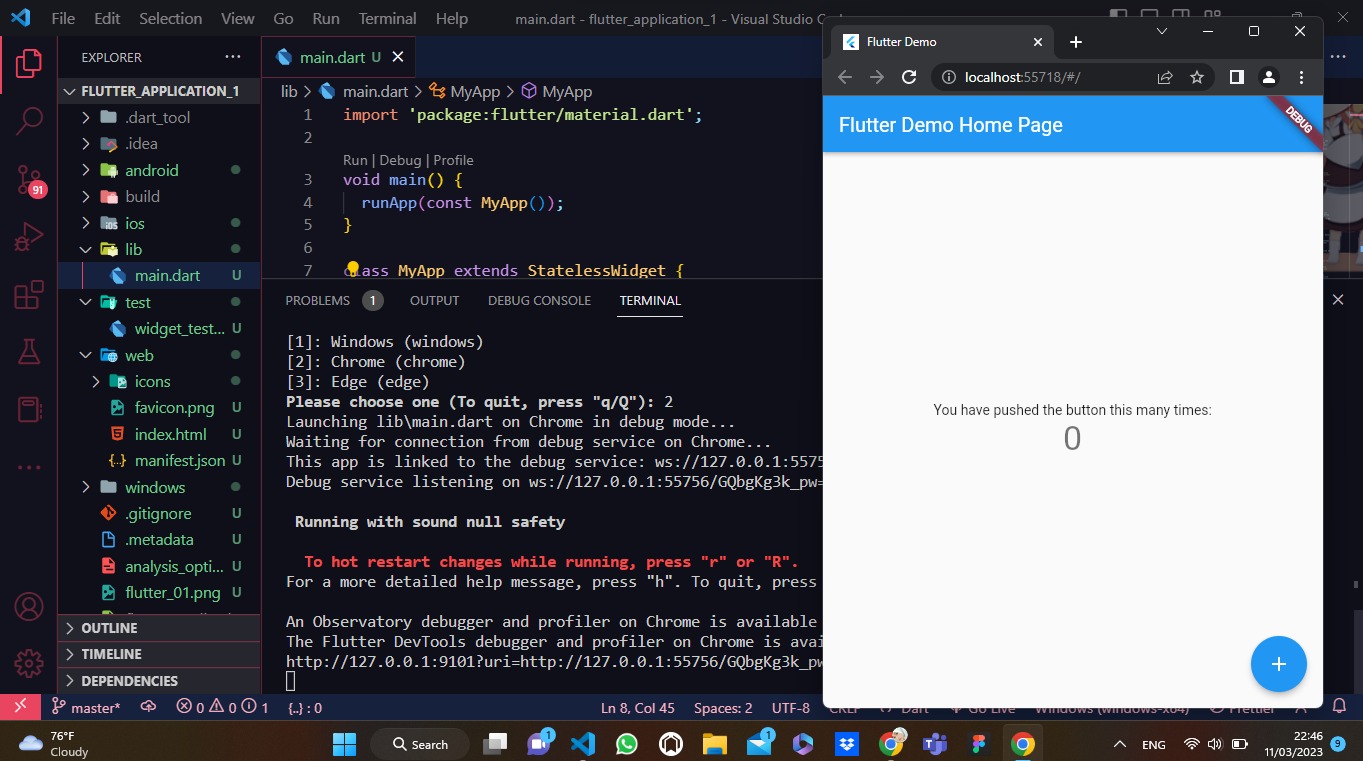 File Edit Selection View Go Run Terminal Help
main.dart - flutter_application_1 - Visual Studio
EXPLORER
FLUTTER_APPLICATION_1
.dart_tool
.idea
android
build
ios
lib
main.dart U
test
widget_test... U
web
icons
favicon.png U
index.html U
manifest.json U
windows
.gitignore U
.metadata U
analysis_opti... U
flutter_01.png U
OUTLINE
TIMELINE
DEPENDENCIES
91
main.dart U
lib > main.dart > MyApp > MyApp
1 import 'package:flutter/material.dart';
2
Run | Debug | Profile
3 void main() {
4 runApp(const MyApp());
5 }
6
7 class MyApp extends StatelessWidget {
PROBLEMS 1 OUTPUT DEBUG CONSOLE TERMINAL
[1]: Windows (windows)
[2]: Chrome (chrome)
[3]: Edge (edge)
Please choose one (To quit, press "q/Q"): 2
Launching lib\main.dart on Chrome in debug mode...
Waiting for connection from debug service on Chrome...
This app is linked to the debug service: ws://127.0.0.1:5575
Debug service listening on ws://127.0.0.1:55756/GQbgKg3k_pw=
Running with sound null safety
To hot restart changes while running, press "r" or "R".
For a more detailed help message, press "h". To quit, press
An Observatory debugger and profiler on Chrome is available
The Flutter DevTools debugger and profiler on Chrome is avai
http://127.0.0.1:9101?uri=http://127.0.0.1:55756/GQbgKg3k_pw
Flutter Demo
localhost:55718/#/
Flutter Demo Home Page
DEBUG
You have pushed the button this many times:
0
master* 0 0 1 {..} : 0 Ln 8, Col 45 Spaces: 2 UTF-8 CRLF Dart Go Live Windows (windows-x64) Prettier
76°F
Cloudy
Search
1
1
ENG
22:46
11/03/2023
9